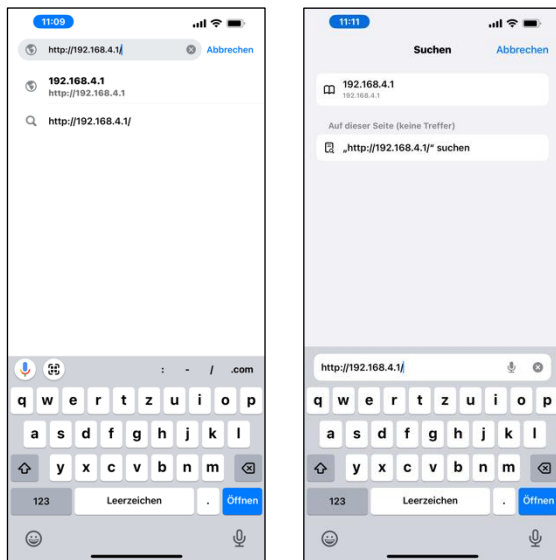 11:09
http://192.168.4.1/
Abbrechen
192.168.4.1
http://192.168.4.1
http://192.168.4.1/
: - / .com
q w e r t z u i o p
a s d f g h j k l
y x c v b n m
123 Leerzeichen . Öffnen
11:11
Suchen Abbrechen
192.168.4.1
192.168.4.1
Auf dieser Seite (keine Treffer)
„http://192.168.4.1/“ suchen
http://192.168.4.1/
q w e r t z u i o p
a s d f g h j k l
y x c v b n m
123 Leerzeichen . Öffnen